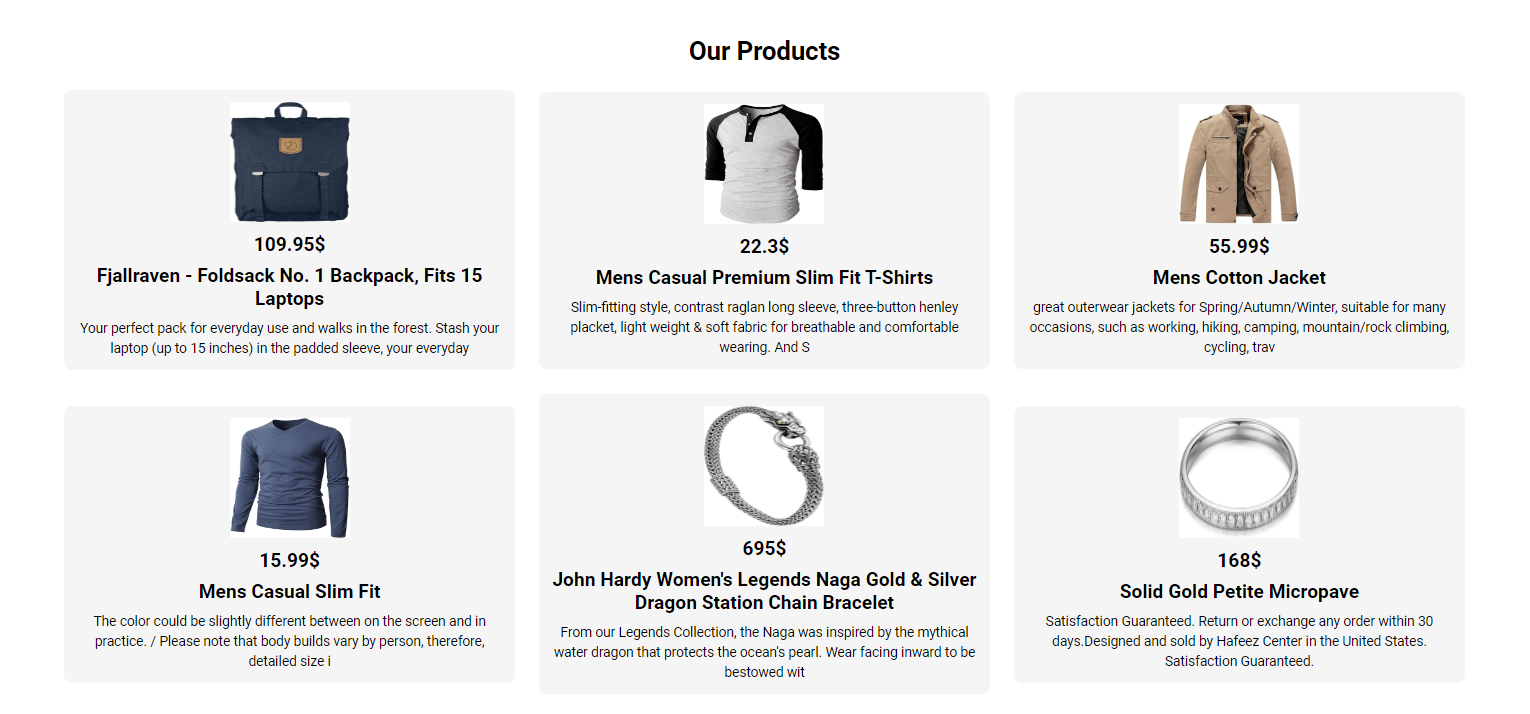 Our Products
109.95$
Fjallraven - Foldsack No. 1 Backpack, Fits 15
Laptops
Your perfect pack for everyday use and walks in the forest. Stash your
laptop (up to 15 inches) in the padded sleeve, your everyday
22.3$
Mens Casual Premium Slim Fit T-Shirts
Slim-fitting style, contrast raglan long sleeve, three-button henley
placket, light weight & soft fabric for breathable and comfortable
wearing. And S
55.99$
Mens Cotton Jacket
great outerwear jackets for Spring/Autumn/Winter, suitable for many
occasions, such as working, hiking, camping, mountain/rock climbing,
cycling, trav
15.99$
Mens Casual Slim Fit
The color could be slightly different between on the screen and in
practice. / Please note that body builds vary by person, therefore,
detailed size i
695$
John Hardy Women's Legends Naga Gold & Silver
Dragon Station Chain Bracelet
From our Legends Collection, the Naga was inspired by the mythical
water dragon that protects the ocean's pearl. Wear facing inward to be
bestowed wit
168$
Solid Gold Petite Micropave
Satisfaction Guaranteed. Return or exchange any order within 30
days.Designed and sold by Hafeez Center in the United States.
Satisfaction Guaranteed.